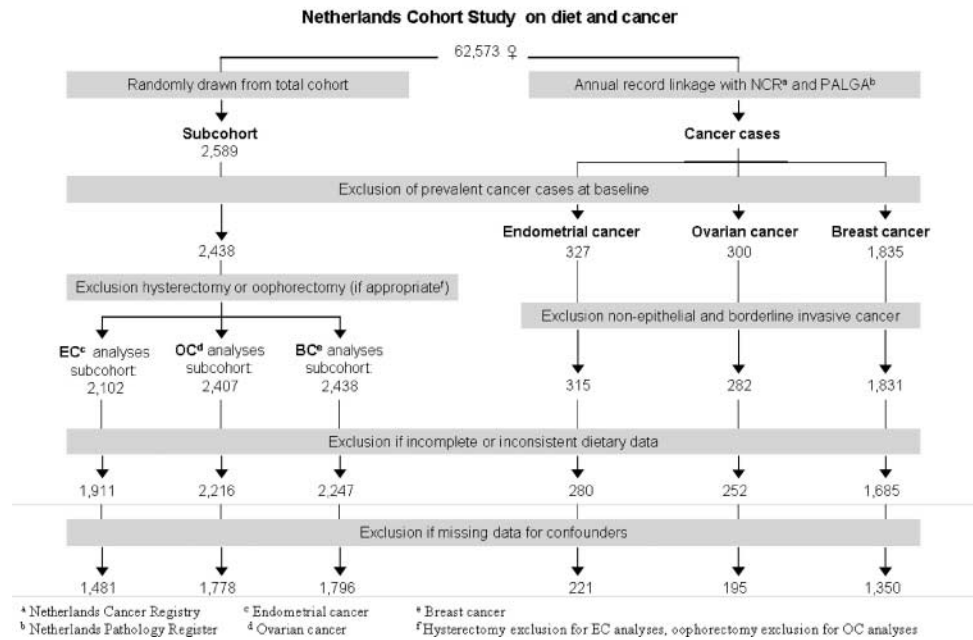 Netherlands Cohort Study on diet and cancer
62,573 ♀
Randomly drawn from total cohort
Annual record linkage with NCRᵃ and PALGAᵇ
Subcohort
2,589
Cancer cases
Exclusion of prevalent cancer cases at baseline
2,438
Endometrial cancer
327
Ovarian cancer
300
Breast cancer
1,835
Exclusion hysterectomy or oophorectomy (if appropriateᶠ)
Exclusion non-epithelial and borderline invasive cancer
ECᶜ analyses
subcohort:
2,102
OCᵈ analyses
subcohort:
2,407
BCᵉ analyses
subcohort:
2,438
315
282
1,831
Exclusion if incomplete or inconsistent dietary data
1,911
2,216
2,247
280
252
1,685
Exclusion if missing data for confounders
1,481
1,778
1,796
221
195
1,350
ᵃ Netherlands Cancer Registry
ᶜ Endometrial cancer
ᵉ Breast cancer
ᵇ Netherlands Pathology Register
ᵈ Ovarian cancer
ᶠ Hysterectomy exclusion for EC analyses, oophorectomy exclusion for OC analyses